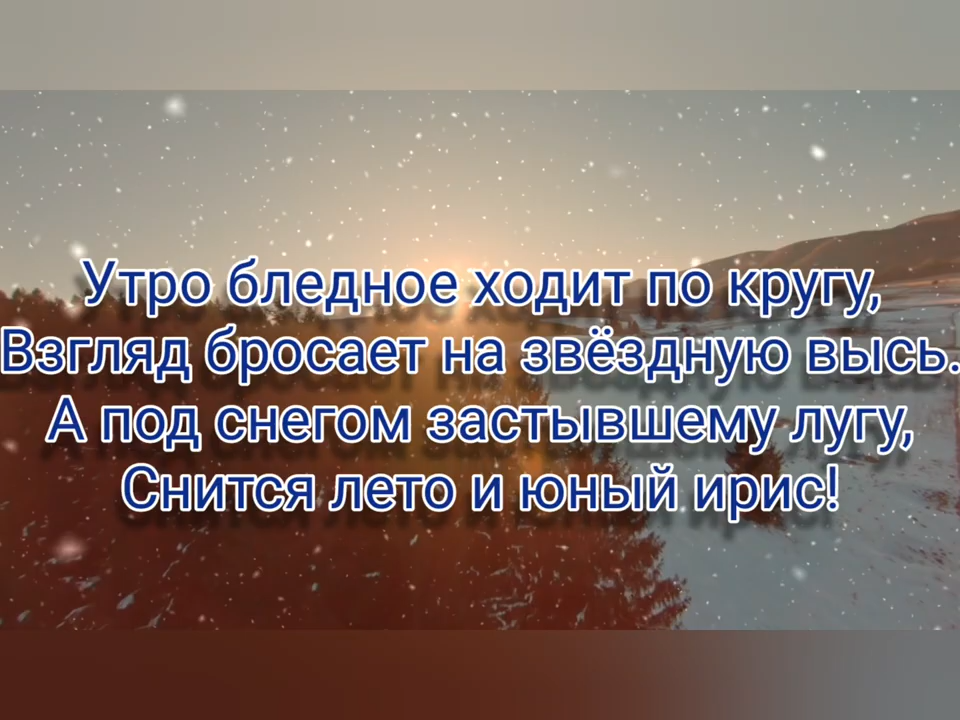 Утро бледное ходит по кругу,
Взгляд бросает на звёздную высь.
А под снегом застывшему лугу,
Снится лето и юный ирис!